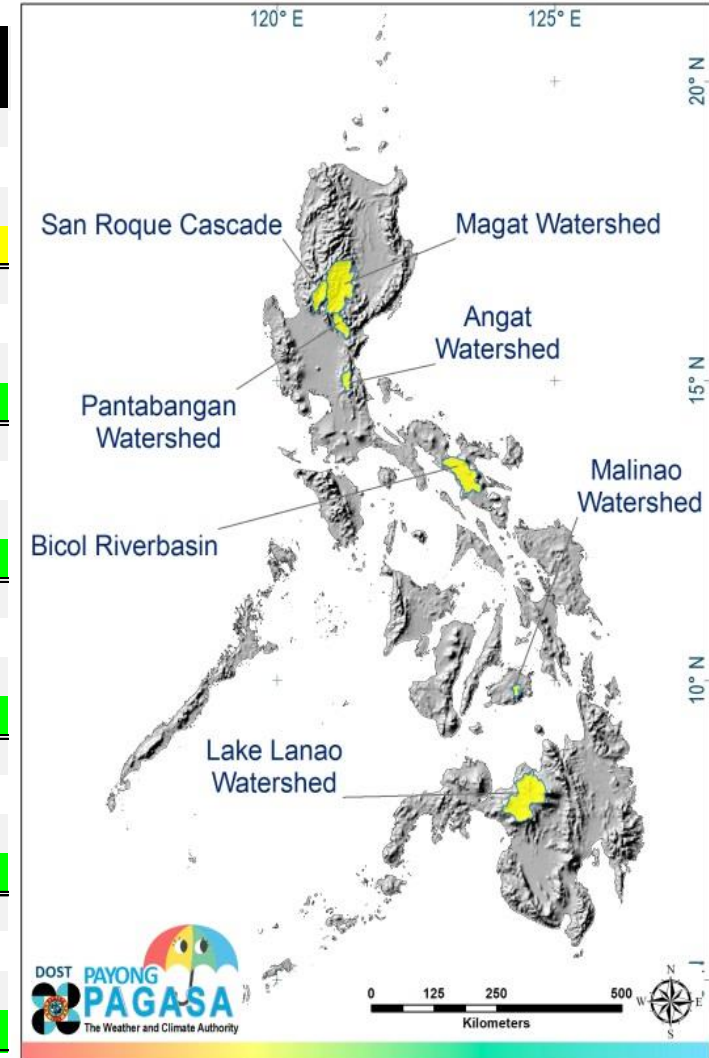 120° E
125° E
20° N
San Roque Cascade
Magat Watershed
Angat
Watershed
15° N
Pantabangan
Watershed
Malinao
Watershed
Bicol Riverbasin
10° N
Lake Lanao
Watershed
DOST
PAYONG
PAGASA
The Weather and Climate Authority
0 125 250 500
Kilometers
N
W E
S